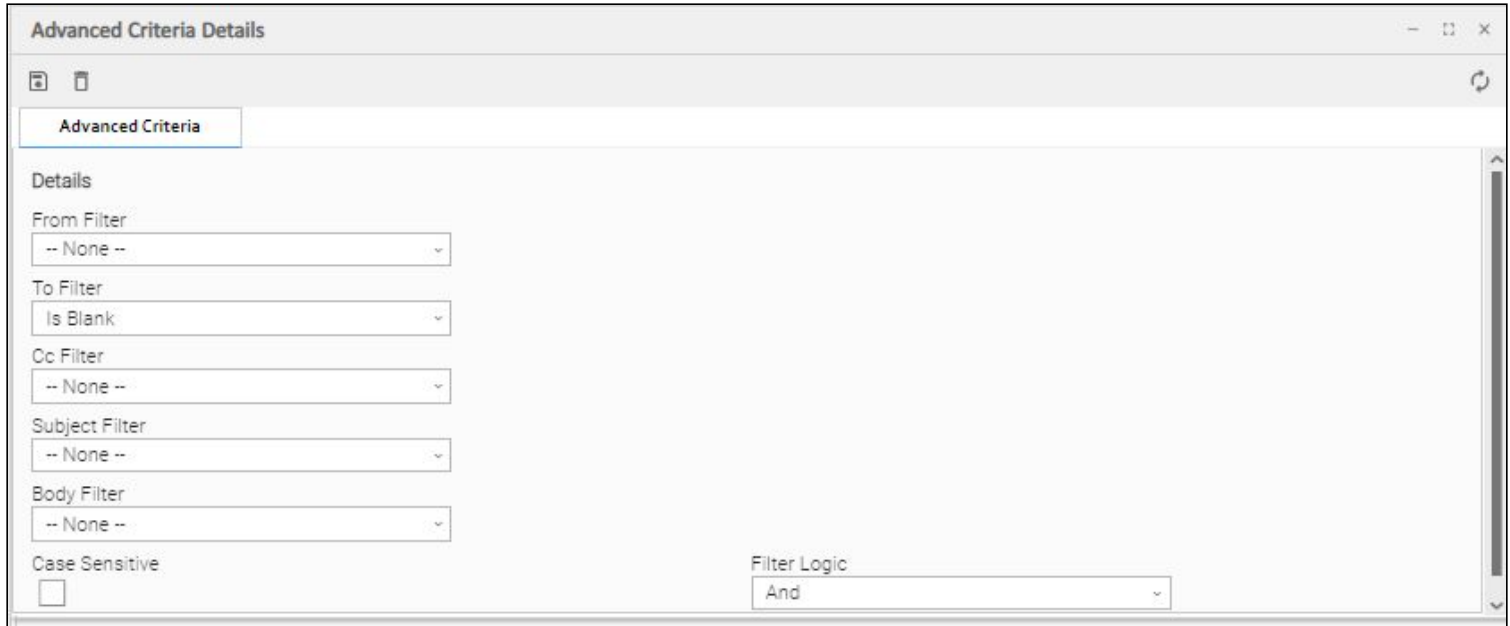 Advanced Criteria Details
Advanced Criteria
Details
From Filter
-- None --
To Filter
Is Blank
Cc Filter
-- None --
Subject Filter
-- None --
Body Filter
-- None --
Case Sensitive
Filter Logic
And